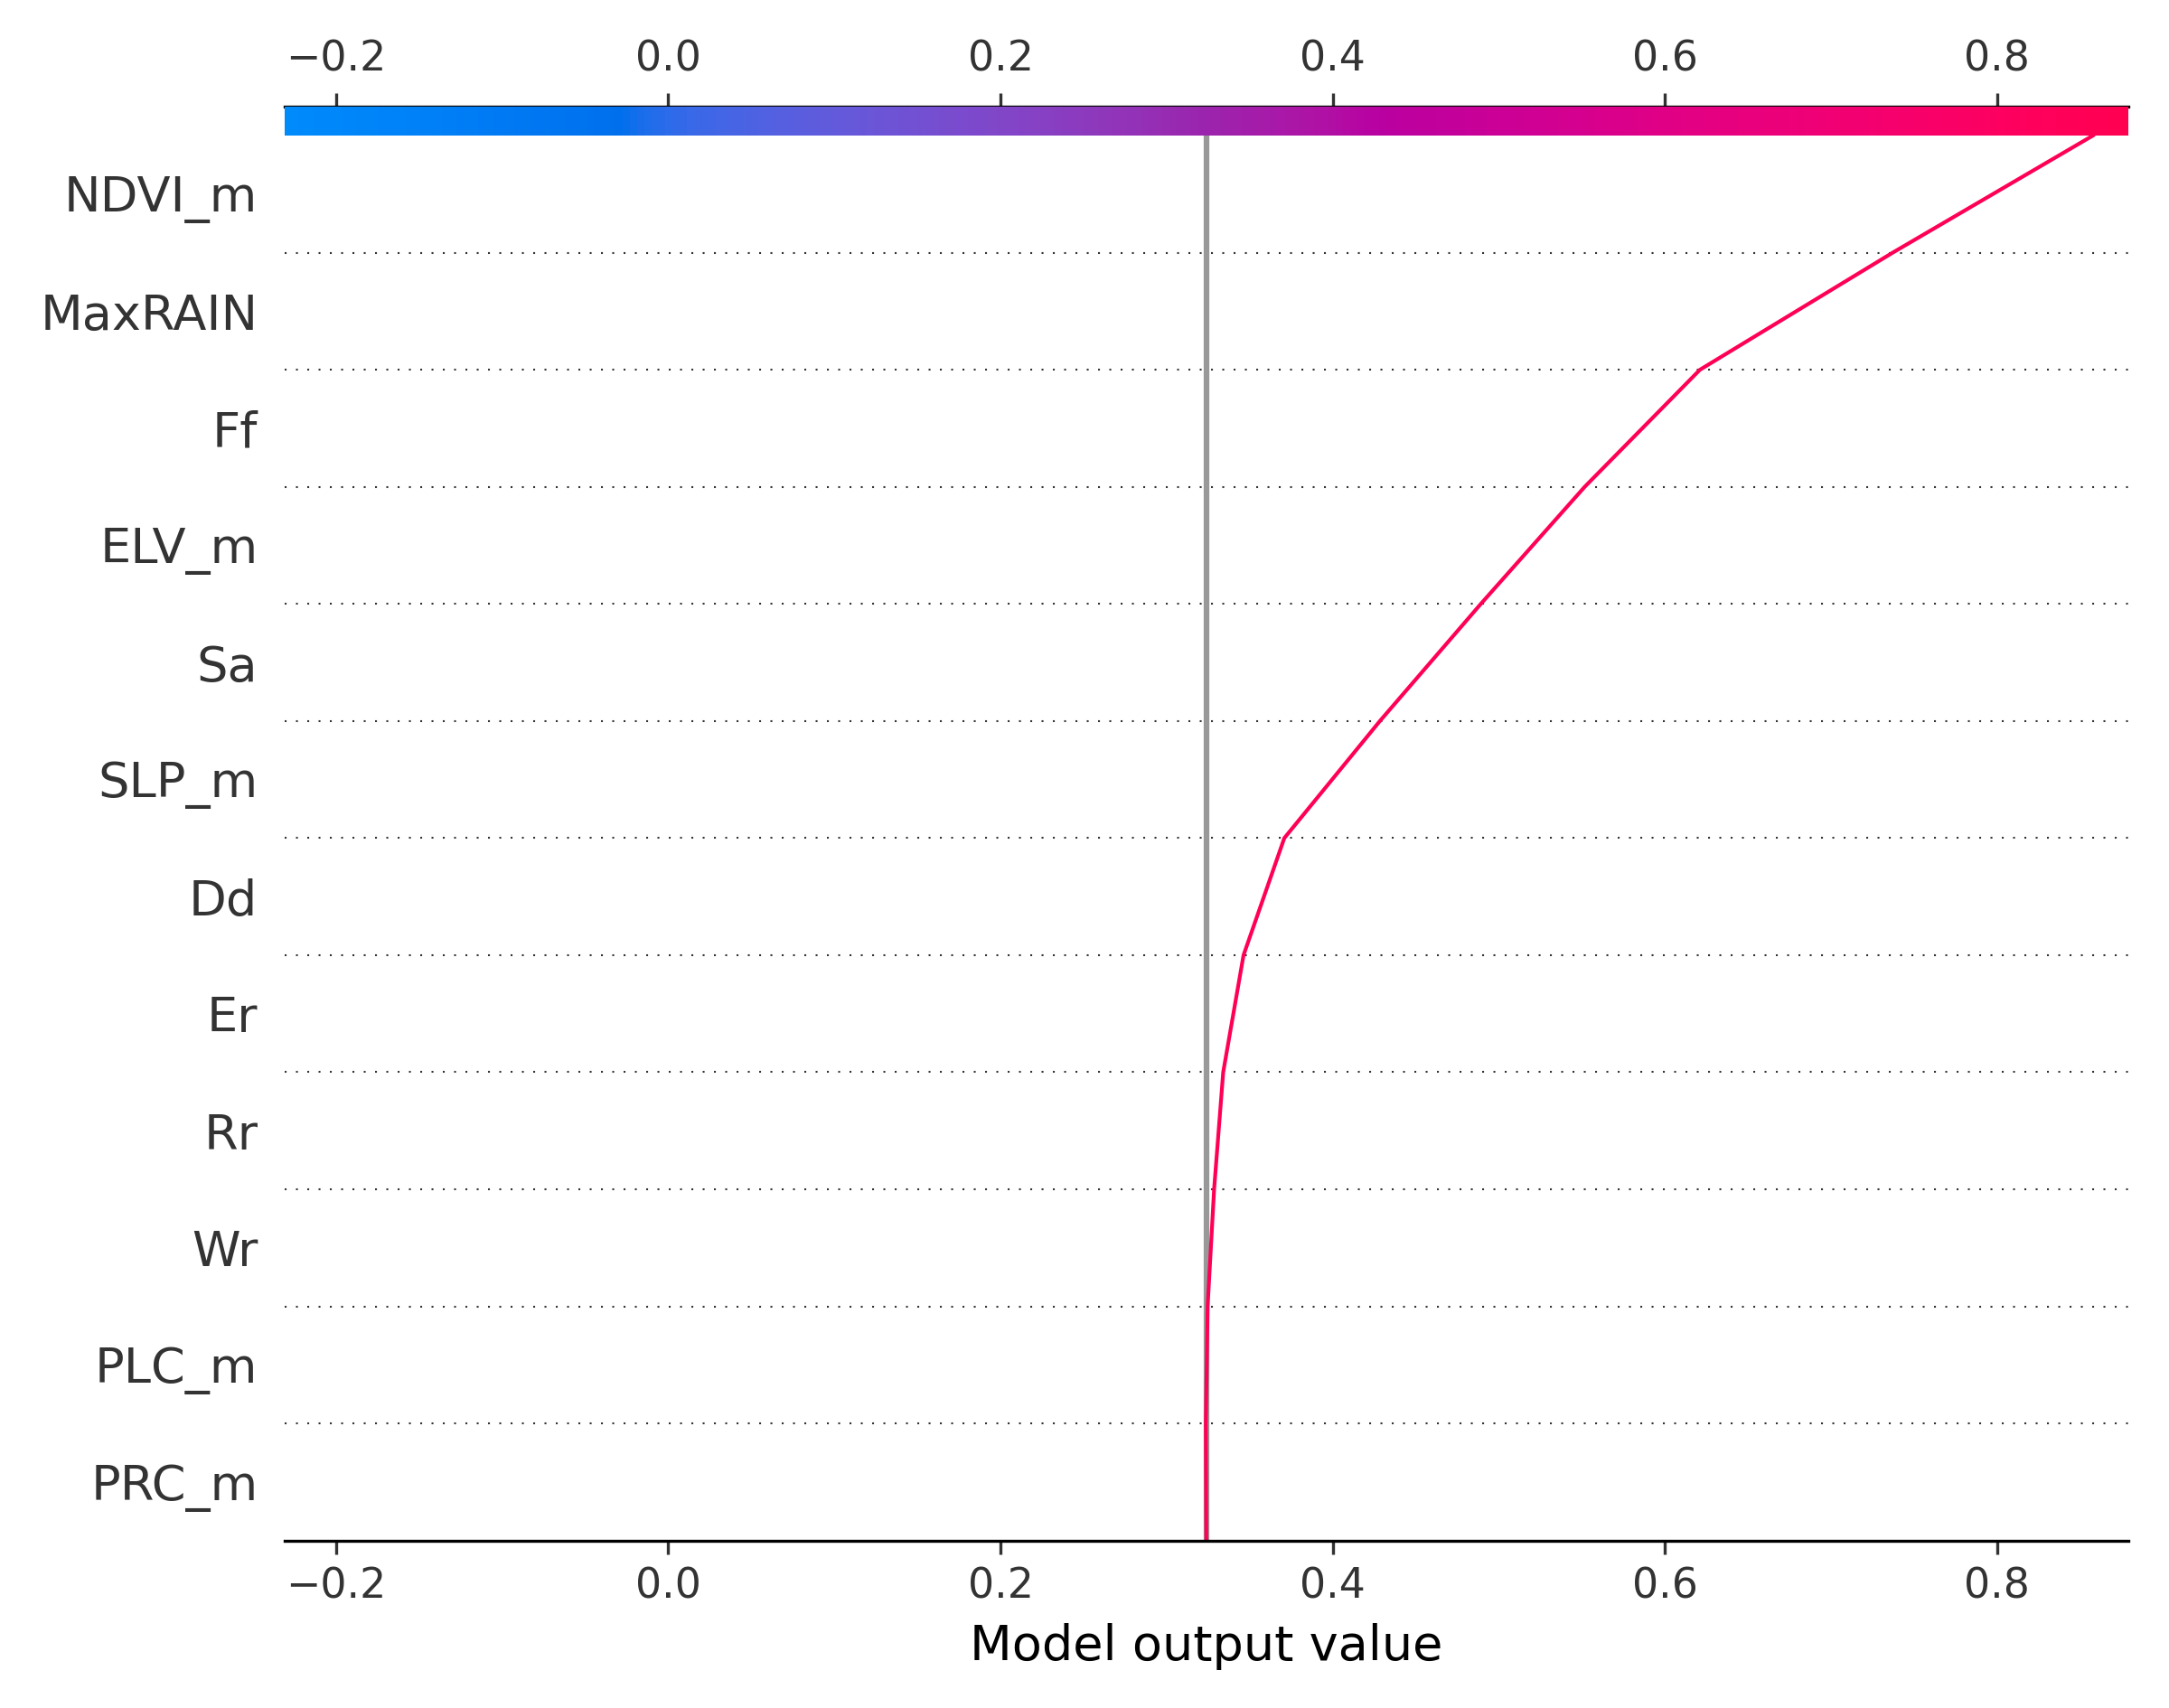 −0.2 0.0 0.2 0.4 0.6 0.8
NDVI_m
MaxRAIN
Ff
ELV_m
Sa
SLP_m
Dd
Er
Rr
Wr
PLC_m
PRC_m
−0.2 0.0 0.2 0.4 0.6 0.8
Model output value